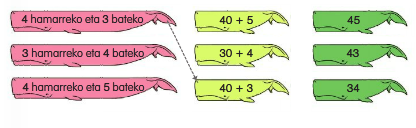 4 hamarreko eta 3 bateko 40 + 5 45
3 hamarreko eta 4 bateko 30 + 4 43
4 hamarreko eta 5 bateko 40 + 3 34